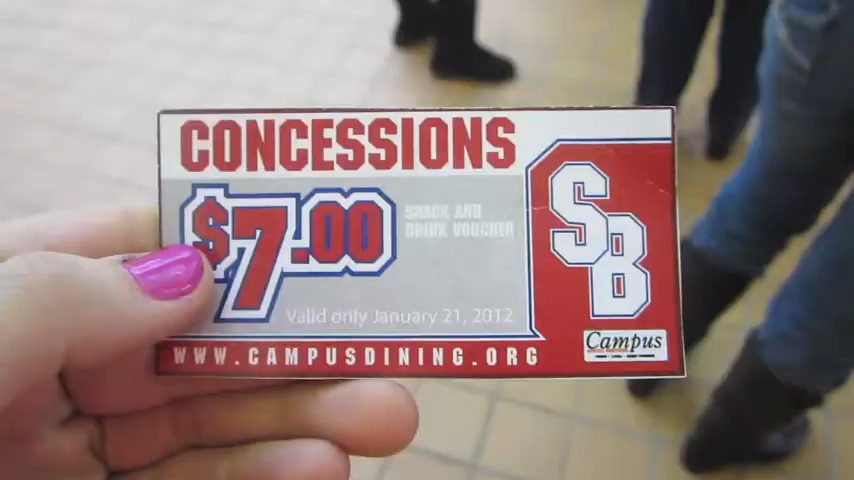 CONCESSIONS
$7.00
SNACK AND
DRINK VOUCHER
Valid only January 21, 2012
SB
Campus
WWW.CAMPUSDINING.ORG